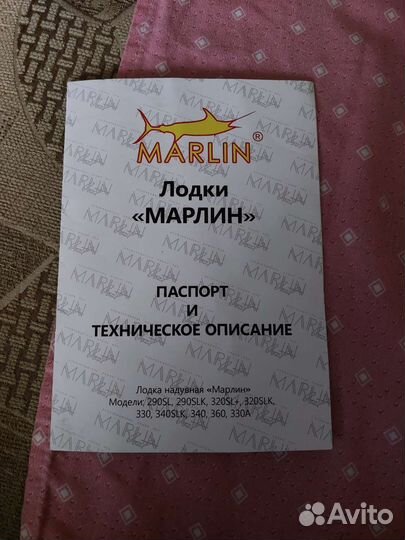 MARLIN®
Лодки
«МАРЛИН»
ПАСПОРТ
И
ТЕХНИЧЕСКОЕ ОПИСАНИЕ
Лодка надувная «Марлин»
Модели: 290SL, 290SLK, 320SL+, 320SLK,
330, 340SLK, 340, 360, 330A
Avito